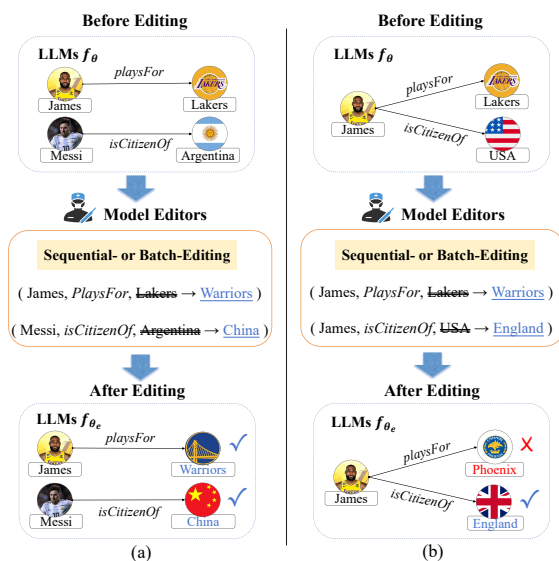 Before Editing
LLMs fθ
playsFor
James
LAKERS
Lakers
isCitizenOf
Messi
Argentina
Model Editors
Sequential- or Batch-Editing
( James, PlaysFor, Lakers → Warriors )
( Messi, isCitizenOf, Argentina → China )
After Editing
LLMs fθe
playsFor
James
Warriors
isCitizenOf
Messi
China
(a)
Before Editing
LLMs fθ
playsFor
LAKERS
Lakers
James
isCitizenOf
USA
Model Editors
Sequential- or Batch-Editing
( James, PlaysFor, Lakers → Warriors )
( James, isCitizenOf, USA → England )
After Editing
LLMs fθe
playsFor
Phoenix
James
isCitizenOf
England
(b)